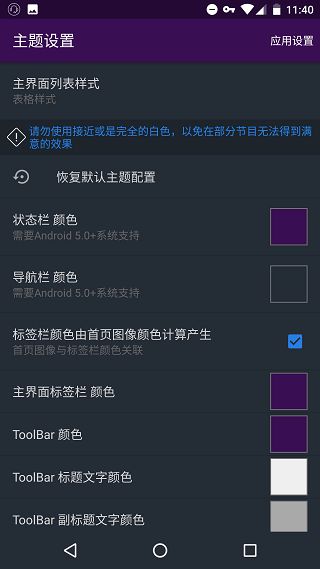 11:40
主题设置
应用设置
主界面列表样式
表格样式
请勿使用接近或是完全的白色，以免在部分节目无法得到满
意的效果
恢复默认主题配置
状态栏 颜色
需要Android 5.0+系统支持
导航栏 颜色
需要Android 5.0+系统支持
标签栏颜色由首页图像颜色计算产生
首页图像与标签栏颜色关联
主界面标签栏 颜色
ToolBar 颜色
ToolBar 标题文字颜色
ToolBar 副标题文字颜色